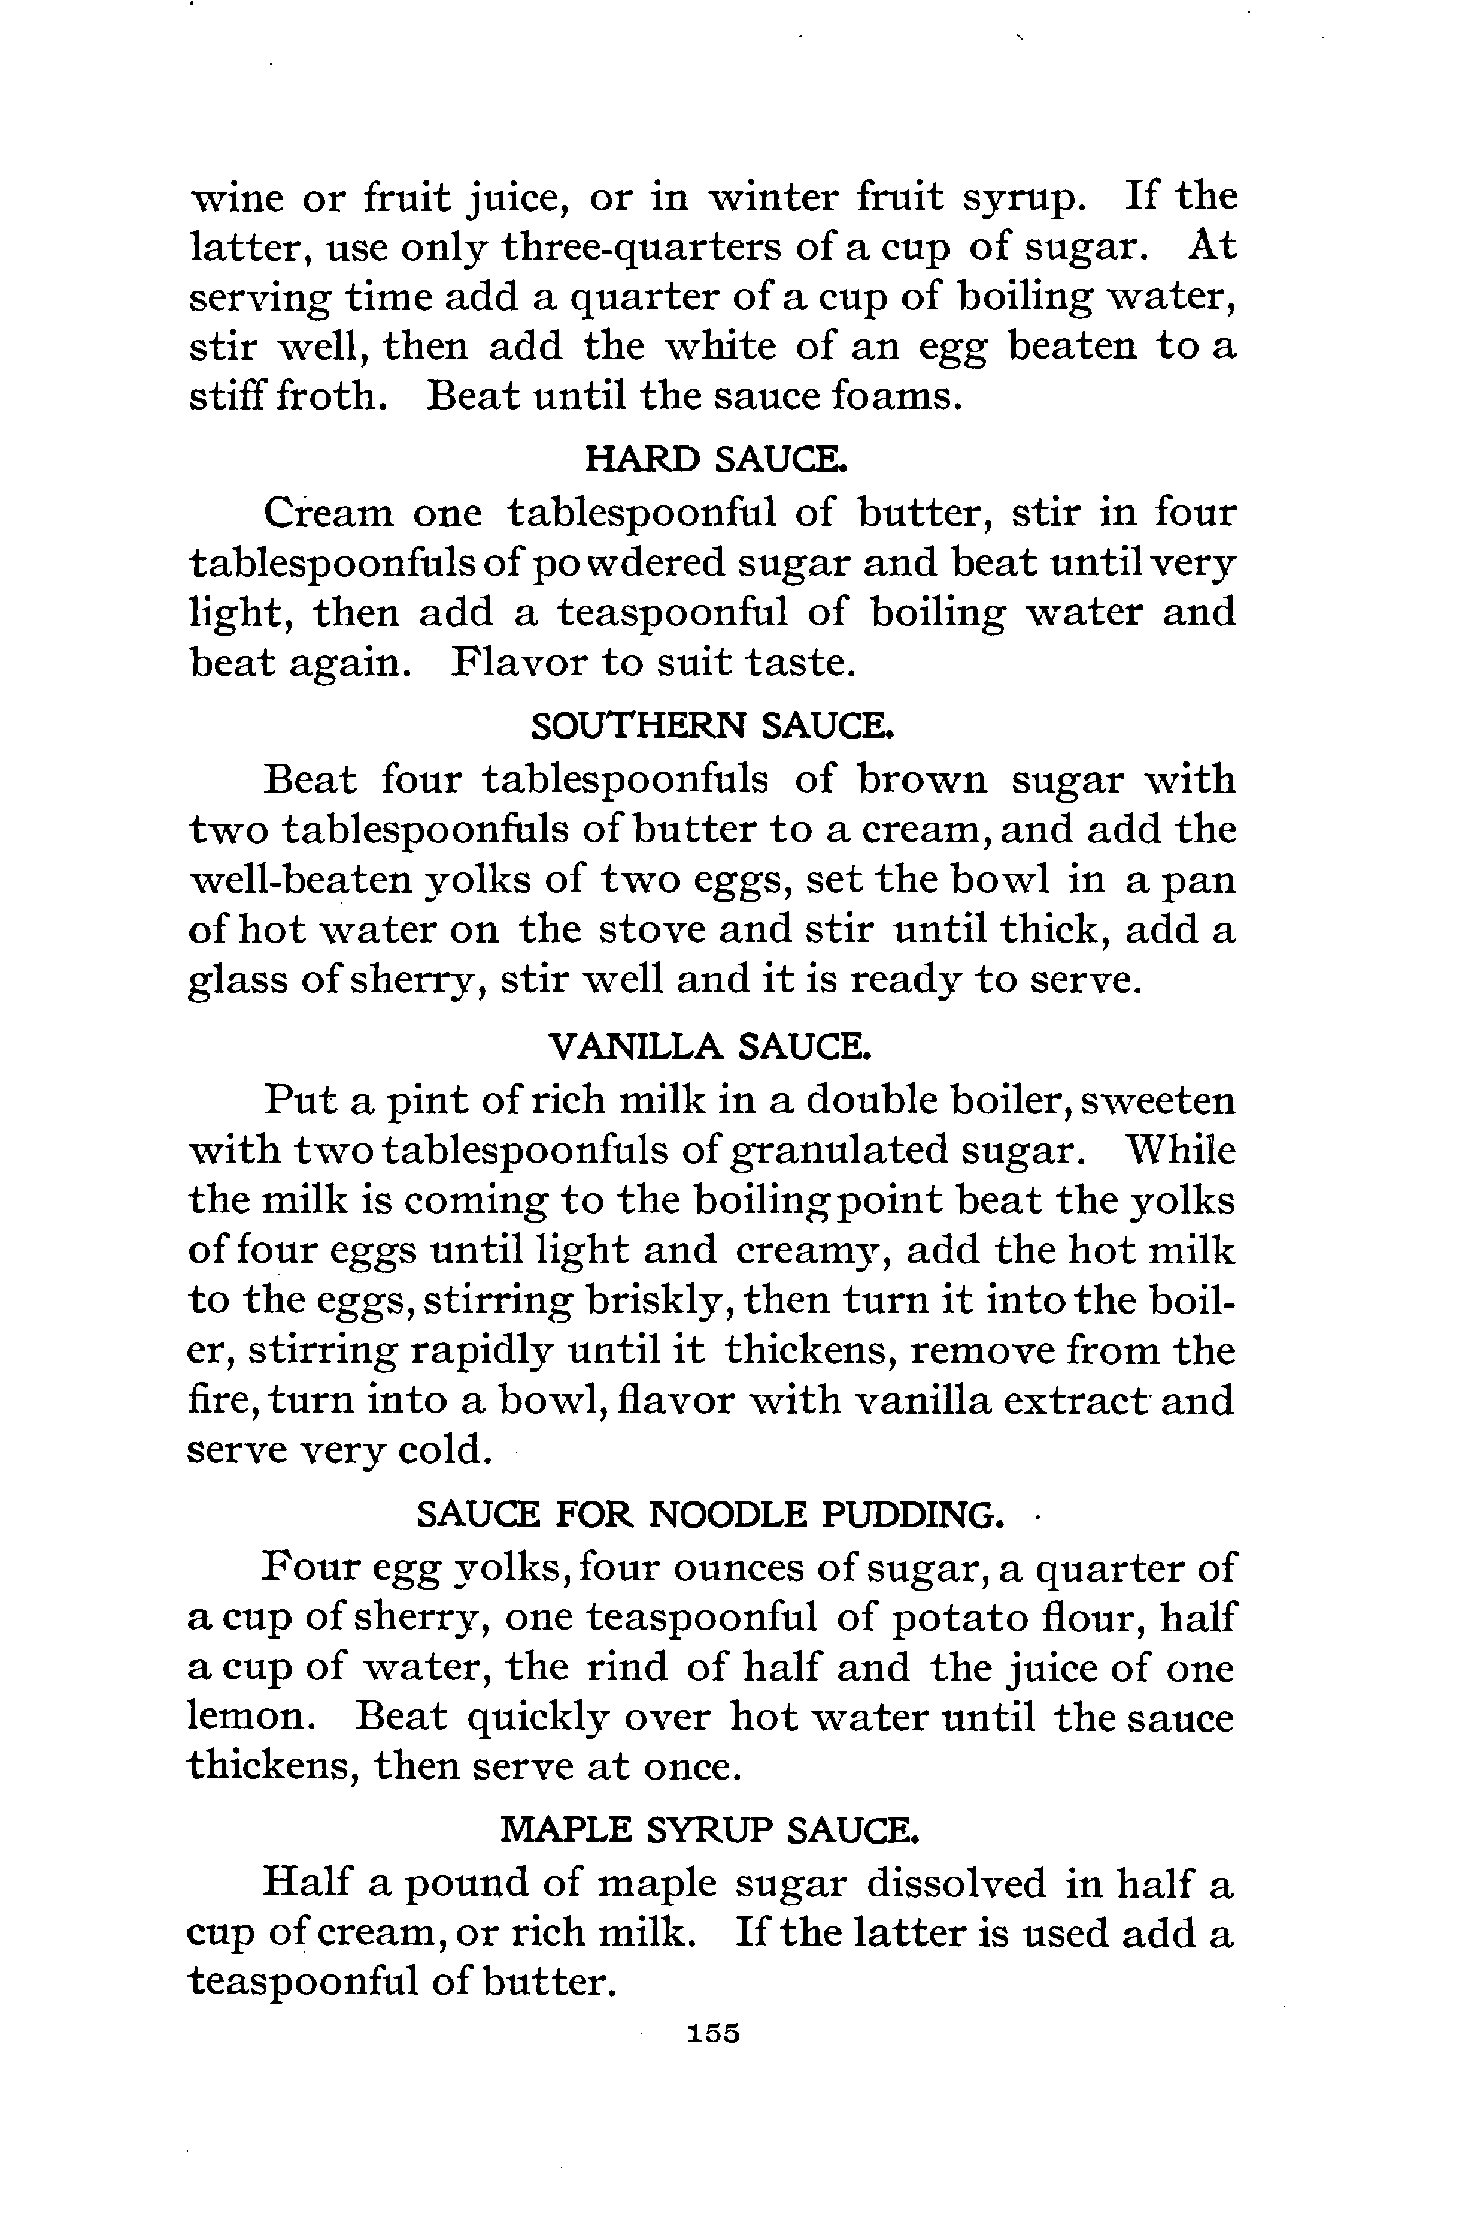 wine or fruit juice, or in winter fruit syrup. If the
latter, use only three-quarters of a cup of sugar. At
serving time add a quarter of a cup of boiling water,
stir well, then add the white of an egg beaten to a
stiff froth. Beat until the sauce foams.
HARD SAUCE.
Cream one tablespoonful of butter, stir in four
tablespoonfuls of powdered sugar and beat until very
light, then add a teaspoonful of boiling water and
beat again. Flavor to suit taste.
SOUTHERN SAUCE.
Beat four tablespoonfuls of brown sugar with
two tablespoonfuls of butter to a cream, and add the
well-beaten yolks of two eggs, set the bowl in a pan
of hot water on the stove and stir until thick, add a
glass of sherry, stir well and it is ready to serve.
VANILLA SAUCE.
Put a pint of rich milk in a double boiler, sweeten
with two tablespoonfuls of granulated sugar. While
the milk is coming to the boiling point beat the yolks
of four eggs until light and creamy, add the hot milk
to the eggs, stirring briskly, then turn it into the boil-
er, stirring rapidly until it thickens, remove from the
fire, turn into a bowl, flavor with vanilla extract and
serve very cold.
SAUCE FOR NOODLE PUDDING.
Four egg yolks, four ounces of sugar, a quarter of
a cup of sherry, one teaspoonful of potato flour, half
a cup of water, the rind of half and the juice of one
lemon. Beat quickly over hot water until the sauce
thickens, then serve at once.
MAPLE SYRUP SAUCE.
Half a pound of maple sugar dissolved in half a
cup of cream, or rich milk. If the latter is used add a
teaspoonful of butter.
155